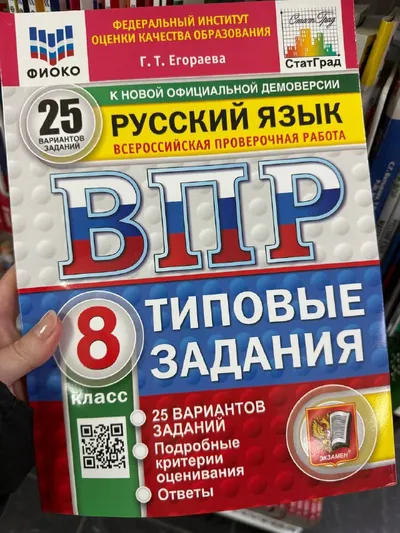 ФЕДЕРАЛЬНЫЙ ИНСТИТУТ
ОЦЕНКИ КАЧЕСТВА ОБРАЗОВАНИЯ
ФИОКО
Г. Т. Егораева
СтатГрад
К НОВОЙ ОФИЦИАЛЬНОЙ ДЕМОВЕРСИИ
25
ВАРИАНТОВ
ЗАДАНИЙ
РУССКИЙ ЯЗЫК
ВСЕРОССИЙСКАЯ ПРОВЕРОЧНАЯ РАБОТА
ВПР
8
класс
ТИПОВЫЕ
ЗАДАНИЯ
25 ВАРИАНТОВ
ЗАДАНИЙ
Подробные
критерии
оценивания
Ответы
ЭКЗАМЕН